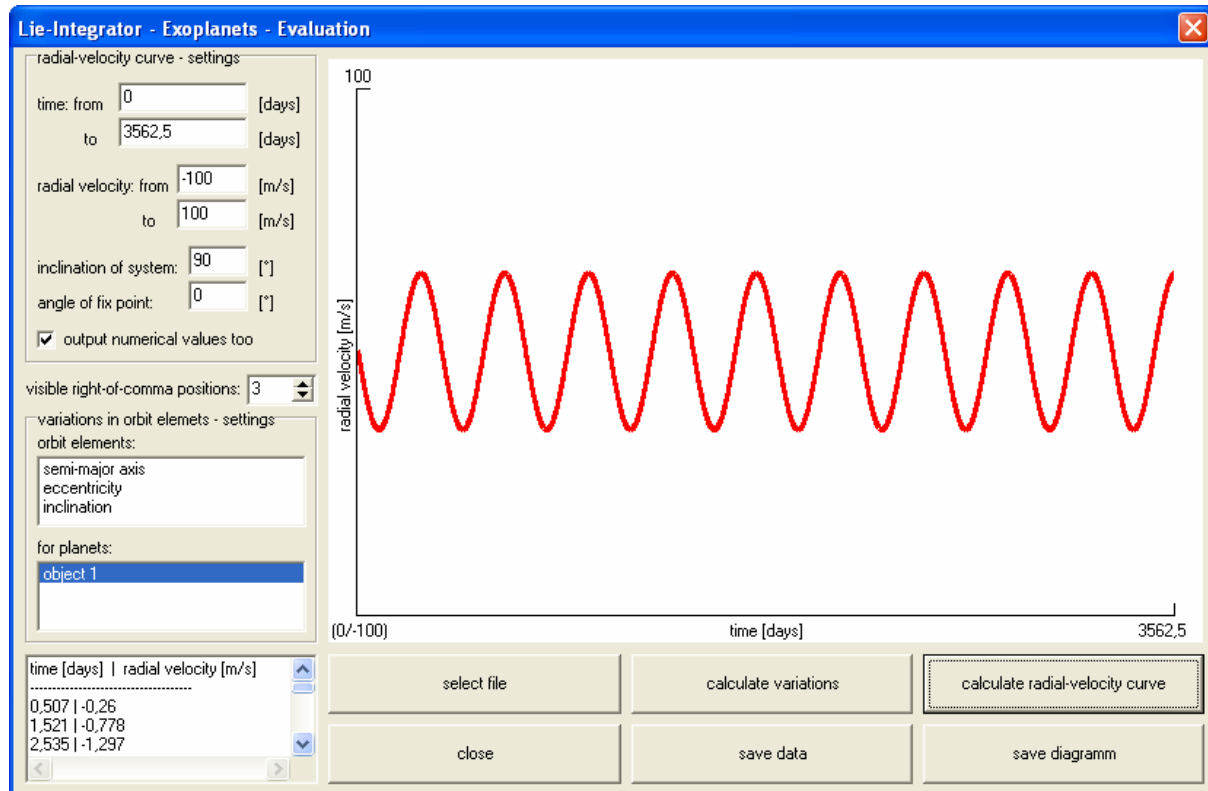 Lie-Integrator - Exoplanets - Evaluation
radial-velocity curve - settings
time: from 0 [days]
to 3562,5 [days]
radial velocity: from -100 [m/s]
to 100 [m/s]
inclination of system: 90 [°]
angle of fix point: 0 [°]
output numerical values too
visible right-of-comma positions: 3
variations in orbit elemets - settings
orbit elements:
semi-major axis
eccentricity
inclination
for planets:
object 1
time [days] | radial velocity [m/s]
-----------------------------------
0,507 | -0,26
1,521 | -0,778
2,535 | -1,297
100
radial velocity [m/s]
(0/-100) time [days] 3562,5
select file calculate variations calculate radial-velocity curve
close save data save diagramm